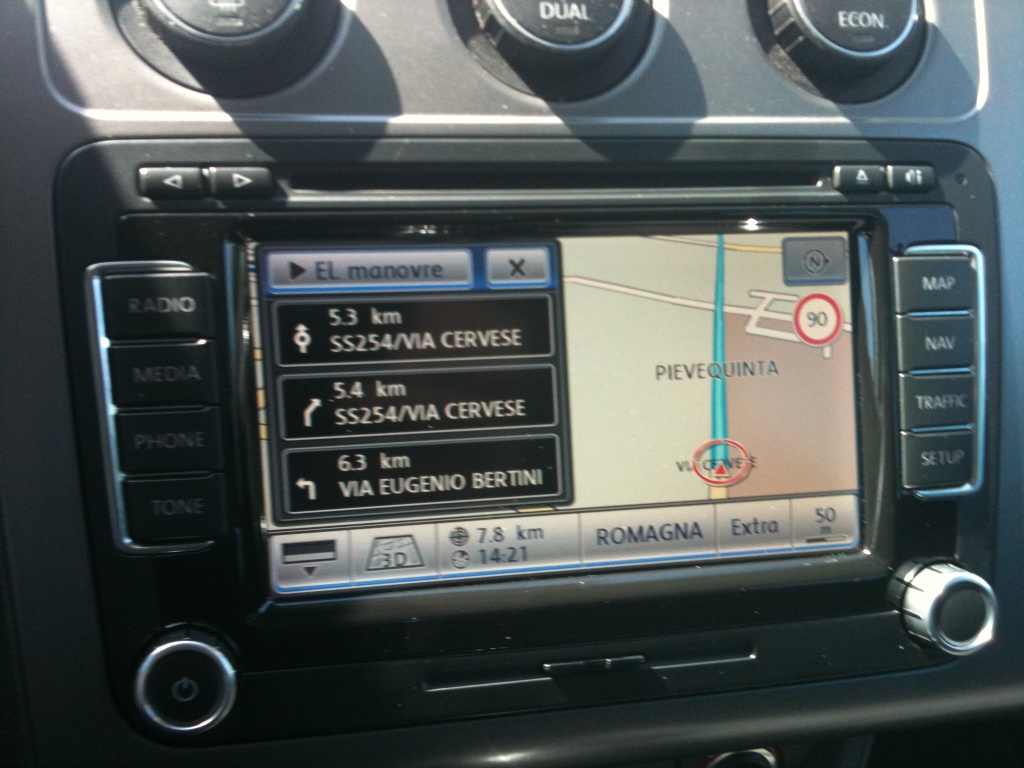 DUAL
ECON
RADIO
MEDIA
PHONE
TONE
EL manovre
5.3 km
SS254/VIA CERVESE
5.4 km
SS254/VIA CERVESE
6.3 km
VIA EUGENIO BERTINI
N
90
PIEVEQUINTA
VIA CERVESE
3D
7.8 km
14:21
ROMAGNA
Extra
50
m
MAP
NAV
TRAFFIC
SETUP